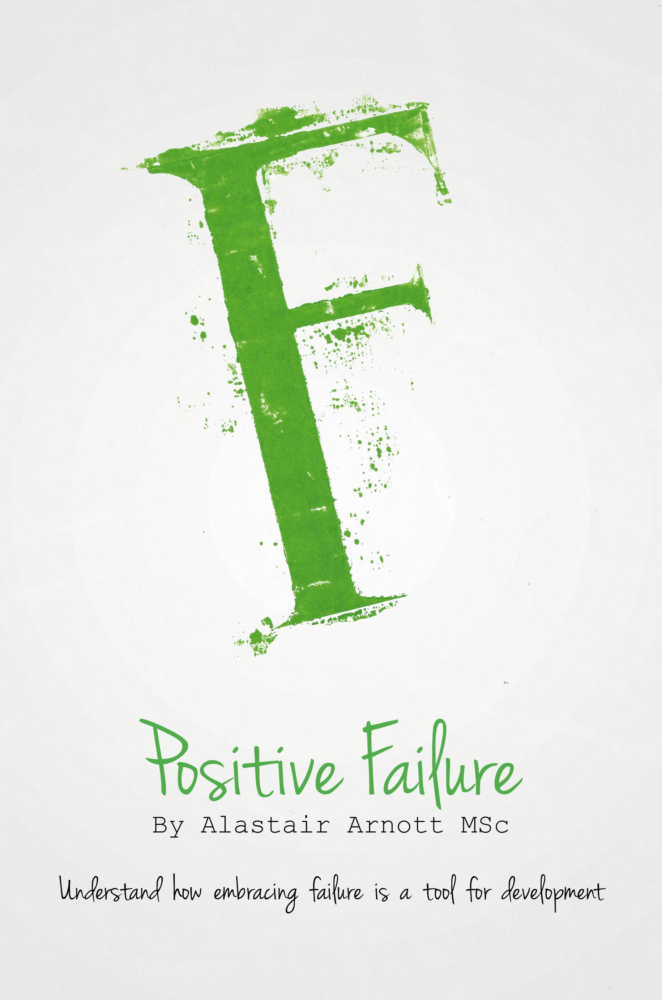 F
Positive Failure
By Alastair Arnott MSc
Understand how embracing failure is a tool for development